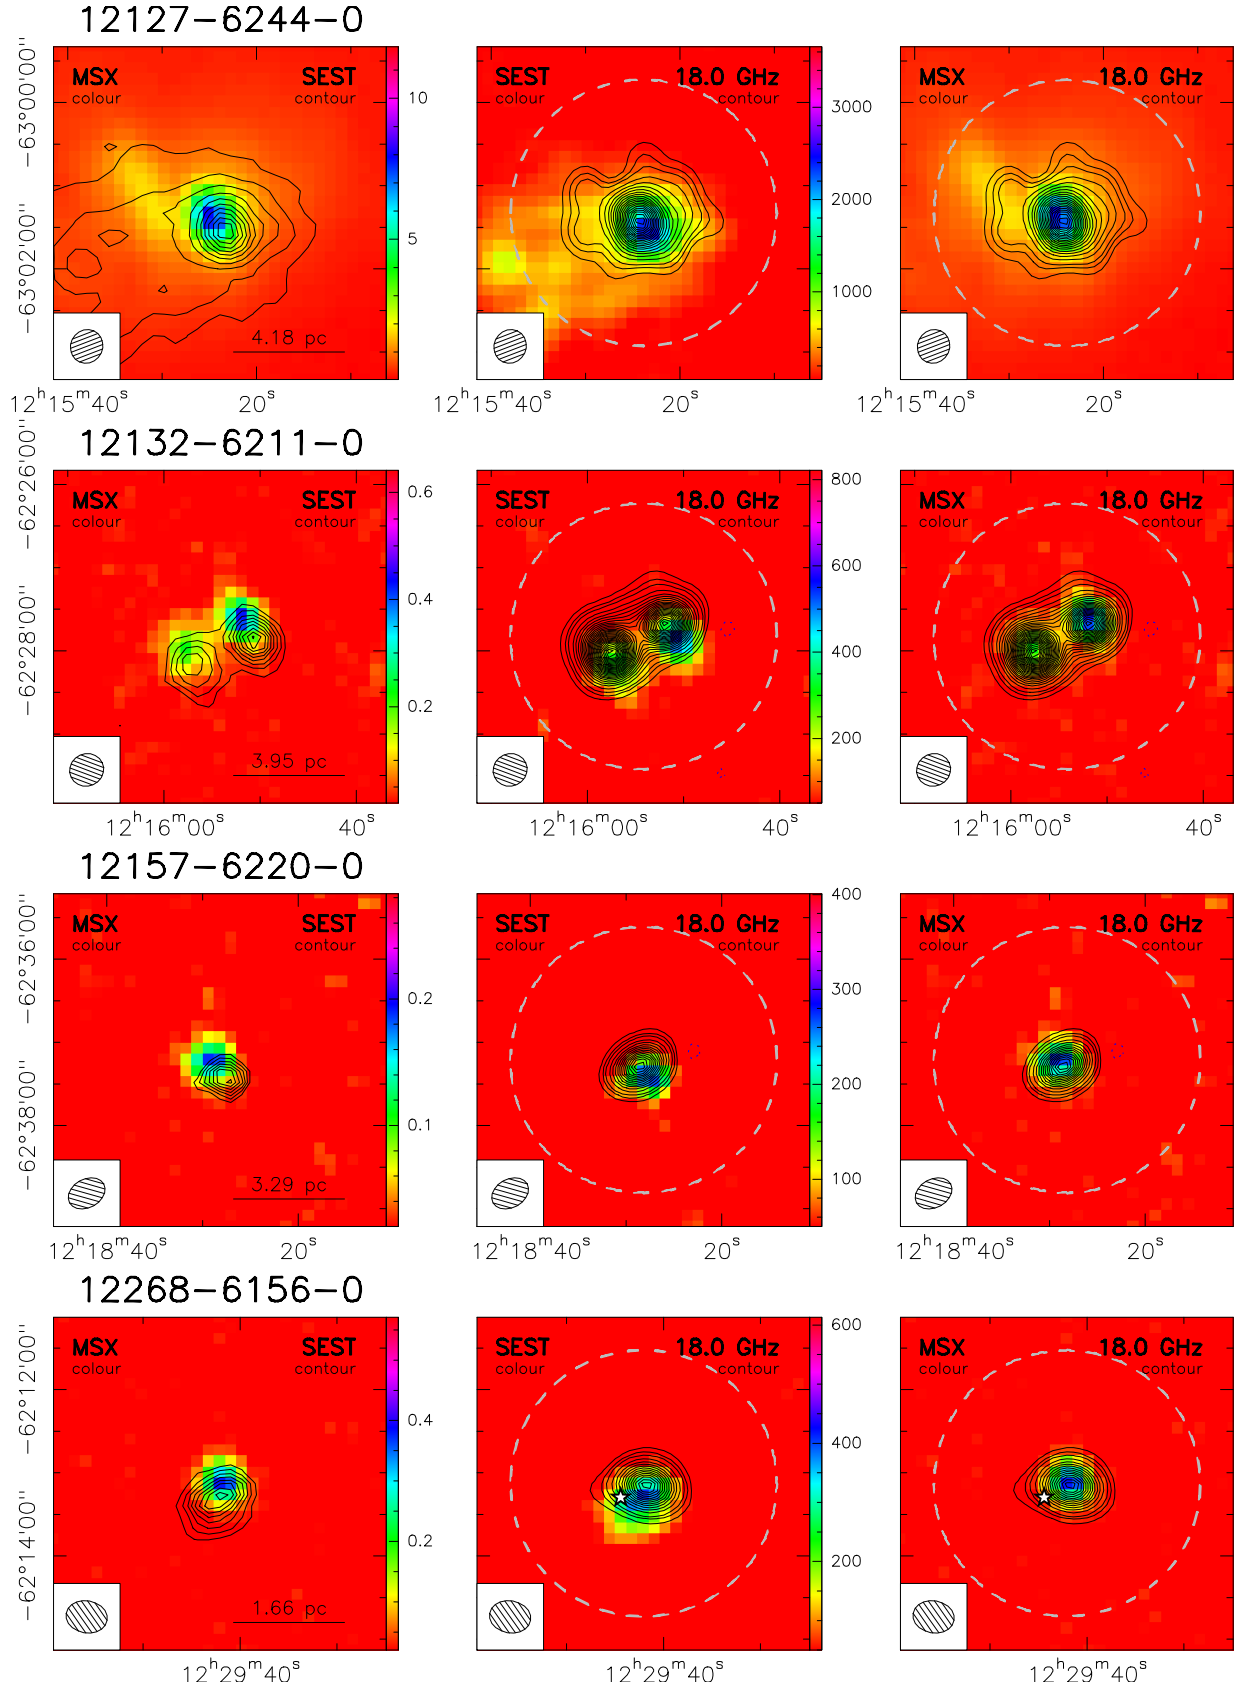 12127−6244−0
MSX colour SEST contour
SEST colour 18.0 GHz contour
MSX colour 18.0 GHz contour
10
5
3000
2000
1000
−63°00'00''
−63°02'00''
4.18 pc
12h15m40s 20s
12h15m40s 20s
12h15m40s 20s
12132−6211−0
MSX colour SEST contour
SEST colour 18.0 GHz contour
MSX colour 18.0 GHz contour
0.6
0.4
0.2
800
600
400
200
−62°26'00''
−62°28'00''
3.95 pc
12h16m00s 40s
12h16m00s 40s
12h16m00s 40s
12157−6220−0
MSX colour SEST contour
SEST colour 18.0 GHz contour
MSX colour 18.0 GHz contour
0.2
0.1
400
300
200
100
−62°36'00''
−62°38'00''
3.29 pc
12h18m40s 20s
12h18m40s 20s
12h18m40s 20s
12268−6156−0
MSX colour SEST contour
SEST colour 18.0 GHz contour
MSX colour 18.0 GHz contour
0.4
0.2
600
400
200
−62°12'00''
−62°14'00''
1.66 pc
12h29m40s
12h29m40s
12h29m40s